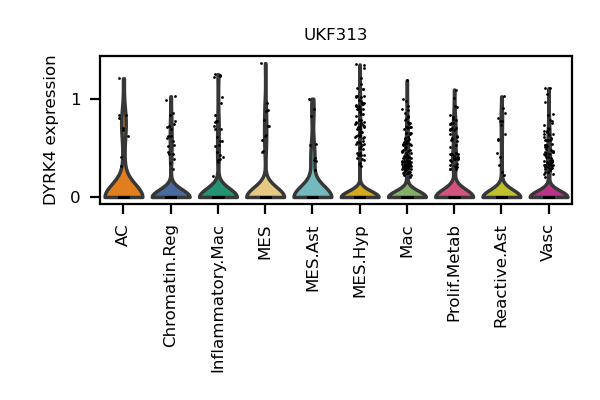 UKF313
DYRK4 expression
1
0
AC
Chromatin.Reg
Inflammatory.Mac
MES
MES.Ast
MES.Hyp
Mac
Prolif.Metab
Reactive.Ast
Vasc